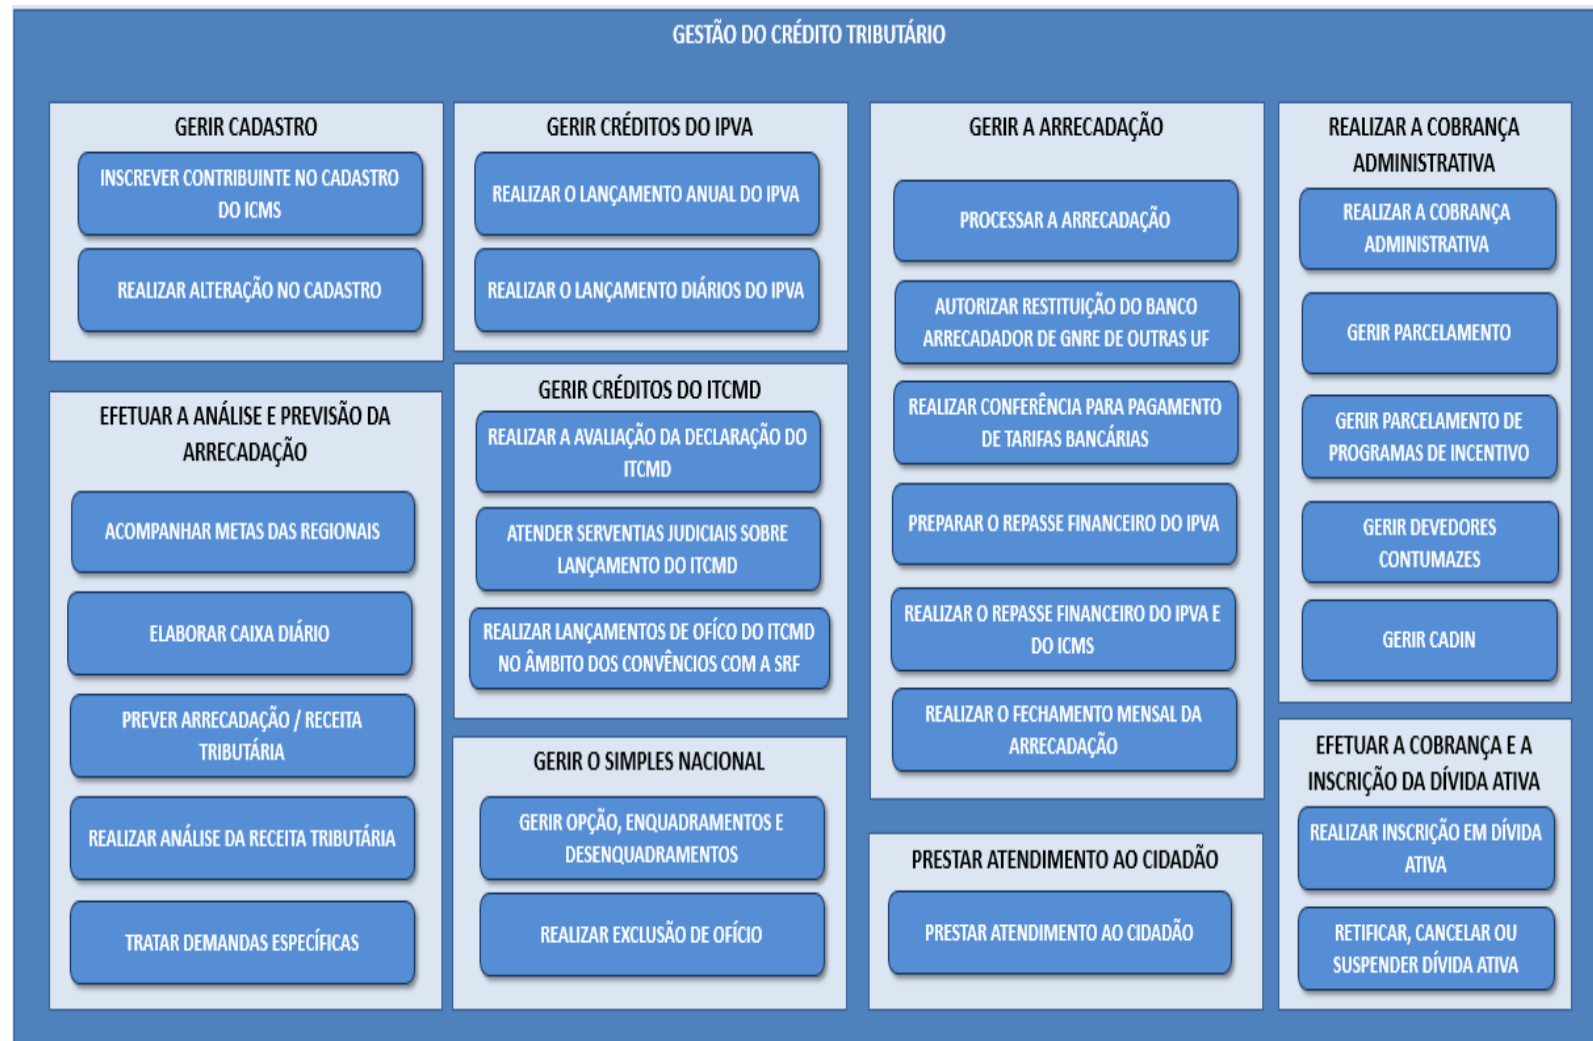 GESTÃO DO CRÉDITO TRIBUTÁRIO
GERIR CADASTRO
INSCREVER CONTRIBUINTE NO CADASTRO
DO ICMS
REALIZAR ALTERAÇÃO NO CADASTRO
EFETUAR A ANÁLISE E PREVISÃO DA
ARRECADAÇÃO
ACOMPANHAR METAS DAS REGIONAIS
ELABORAR CAIXA DIÁRIO
PREVER ARRECADAÇÃO / RECEITA
TRIBUTÁRIA
REALIZAR ANÁLISE DA RECEITA TRIBUTÁRIA
TRATAR DEMANDAS ESPECÍFICAS
GERIR CRÉDITOS DO IPVA
REALIZAR O LANÇAMENTO ANUAL DO IPVA
REALIZAR O LANÇAMENTO DIÁRIOS DO IPVA
GERIR CRÉDITOS DO ITCMD
REALIZAR A AVALIAÇÃO DA DECLARAÇÃO DO
ITCMD
ATENDER SERVENTIAS JUDICIAIS SOBRE
LANÇAMENTO DO ITCMD
REALIZAR LANÇAMENTOS DE OFÍCO DO ITCMD
NO ÂMBITO DOS CONVÊNCIOS COM A SRF
GERIR O SIMPLES NACIONAL
GERIR OPÇÃO, ENQUADRAMENTOS E
DESENQUADRAMENTOS
REALIZAR EXCLUSÃO DE OFÍCIO
GERIR A ARRECADAÇÃO
PROCESSAR A ARRECADAÇÃO
AUTORIZAR RESTITUIÇÃO DO BANCO
ARRECADADOR DE GNRE DE OUTRAS UF
REALIZAR CONFERÊNCIA PARA PAGAMENTO
DE TARIFAS BANCÁRIAS
PREPARAR O REPASSE FINANCEIRO DO IPVA
REALIZAR O REPASSE FINANCEIRO DO IPVA E
DO ICMS
REALIZAR O FECHAMENTO MENSAL DA
ARRECADAÇÃO
PRESTAR ATENDIMENTO AO CIDADÃO
PRESTAR ATENDIMENTO AO CIDADÃO
REALIZAR A COBRANÇA
ADMINISTRATIVA
REALIZAR A COBRANÇA
ADMINISTRATIVA
GERIR PARCELAMENTO
GERIR PARCELAMENTO DE
PROGRAMAS DE INCENTIVO
GERIR DEVEDORES
CONTUMAZES
GERIR CADIN
EFETUAR A COBRANÇA E A
INSCRIÇÃO DA DÍVIDA ATIVA
REALIZAR INSCRIÇÃO EM DÍVIDA
ATIVA
RETIFICAR, CANCELAR OU
SUSPENDER DÍVIDA ATIVA